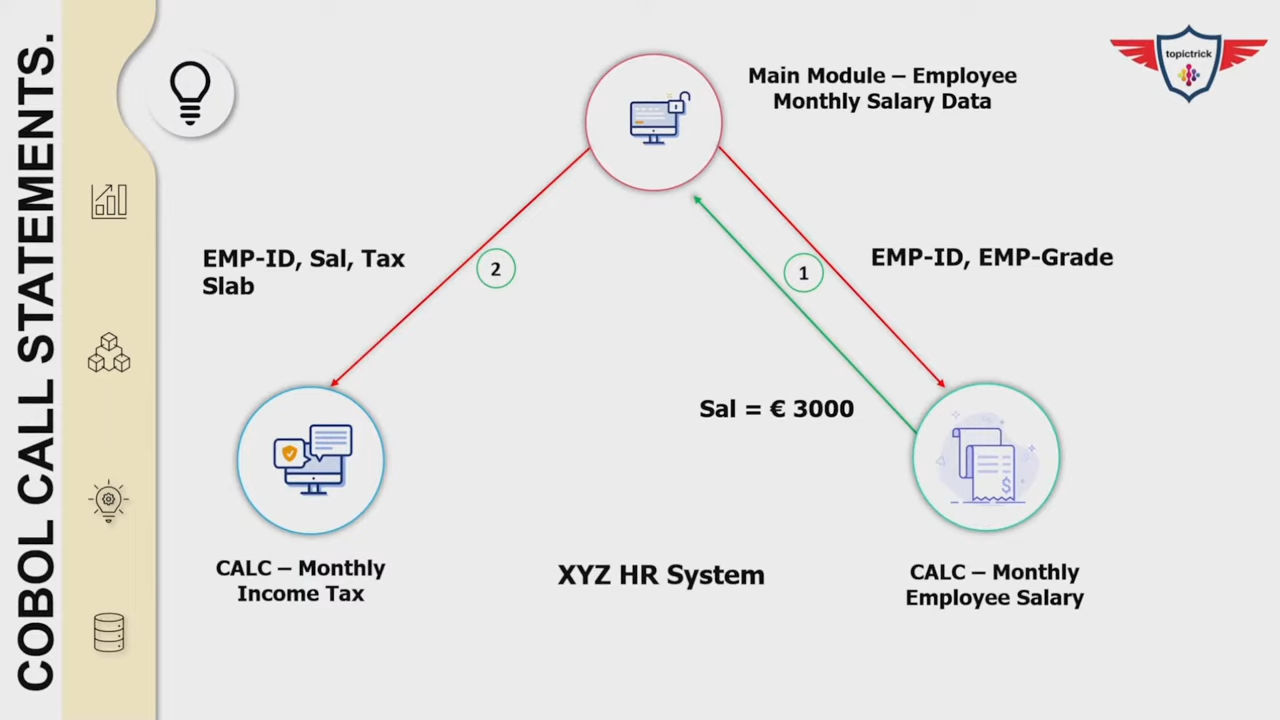 COBOL CALL STATEMENTS.
Main Module – Employee
Monthly Salary Data
topictrick
EMP-ID, Sal, Tax
Slab
2
1
EMP-ID, EMP-Grade
Sal = € 3000
$
CALC – Monthly
Income Tax
XYZ HR System
CALC – Monthly
Employee Salary